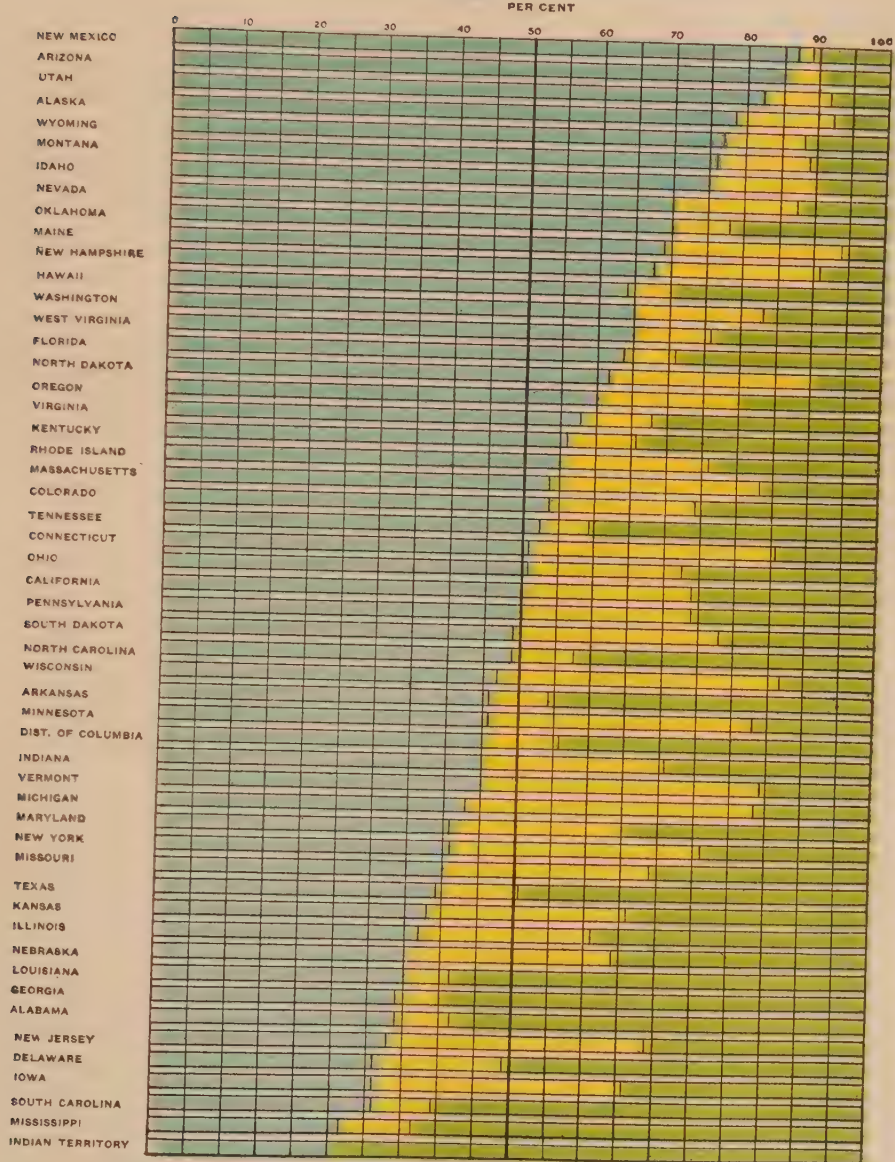 PER CENT
0 10 20 30 40 50 60 70 80 90 100
NEW MEXICO
ARIZONA
UTAH
ALASKA
WYOMING
MONTANA
IDAHO
NEVADA
OKLAHOMA
MAINE
NEW HAMPSHIRE
HAWAII
WASHINGTON
WEST VIRGINIA
FLORIDA
NORTH DAKOTA
OREGON
VIRGINIA
KENTUCKY
RHODE ISLAND
MASSACHUSETTS
COLORADO
TENNESSEE
CONNECTICUT
OHIO
CALIFORNIA
PENNSYLVANIA
SOUTH DAKOTA
NORTH CAROLINA
WISCONSIN
ARKANSAS
MINNESOTA
DIST. OF COLUMBIA
INDIANA
VERMONT
MICHIGAN
MARYLAND
NEW YORK
MISSOURI
TEXAS
KANSAS
ILLINOIS
NEBRASKA
LOUISIANA
GEORGIA
ALABAMA
NEW JERSEY
DELAWARE
IOWA
SOUTH CAROLINA
MISSISSIPPI
INDIAN TERRITORY